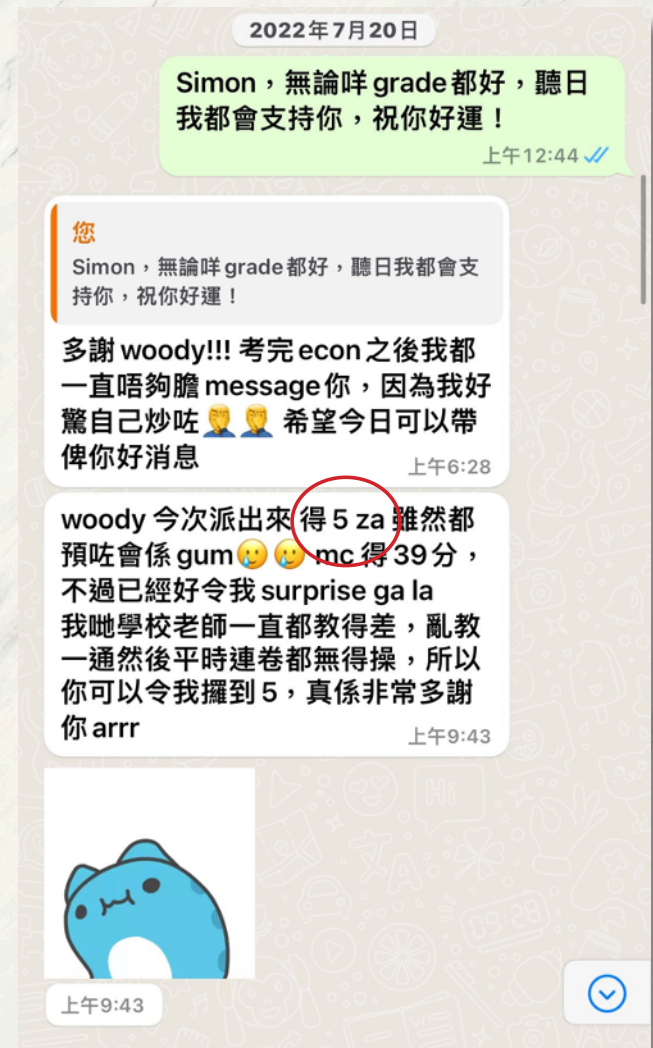 2022年7月20日
Simon，無論咩 grade 都好，聽日
我都會支持你，祝你好運！
上午12:44
您
Simon，無論咩 grade 都好，聽日我都會支
持你，祝你好運！
多謝 woody!!! 考完 econ 之後我都
一直唔夠膽 message 你，因為我好
驚自己炒咗🤦‍♂️🤦‍♂️ 希望今日可以帶
俾你好消息
上午6:28
woody 今次派出來 得 5 za 雖然都
預咗會係 gum🥲🥲 mc 得 39 分，
不過已經好令我 surprise ga la
我哋學校老師一直都教得差，亂教
一通然後平時連卷都無得操，所以
你可以令我攞到 5，真係非常多謝
你 arrr
上午9:43
Hi
09:28
上午9:43